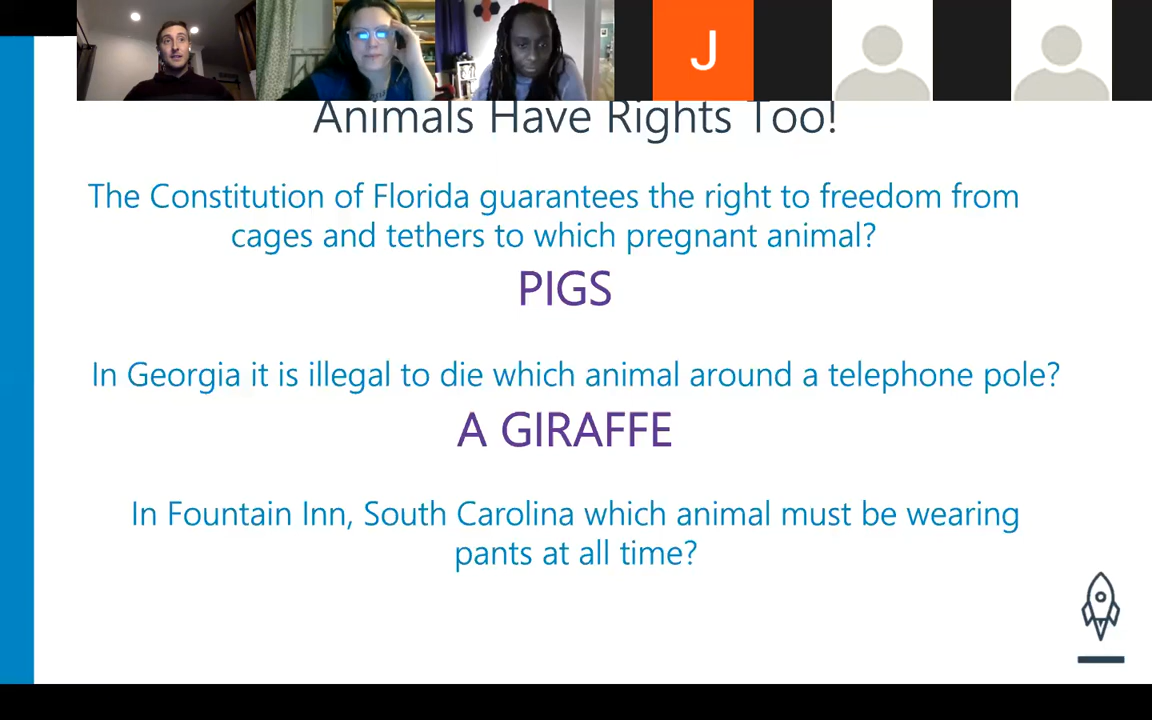 J
Animals Have Rights Too!
The Constitution of Florida guarantees the right to freedom from
cages and tethers to which pregnant animal?
PIGS
In Georgia it is illegal to die which animal around a telephone pole?
A GIRAFFE
In Fountain Inn, South Carolina which animal must be wearing
pants at all time?